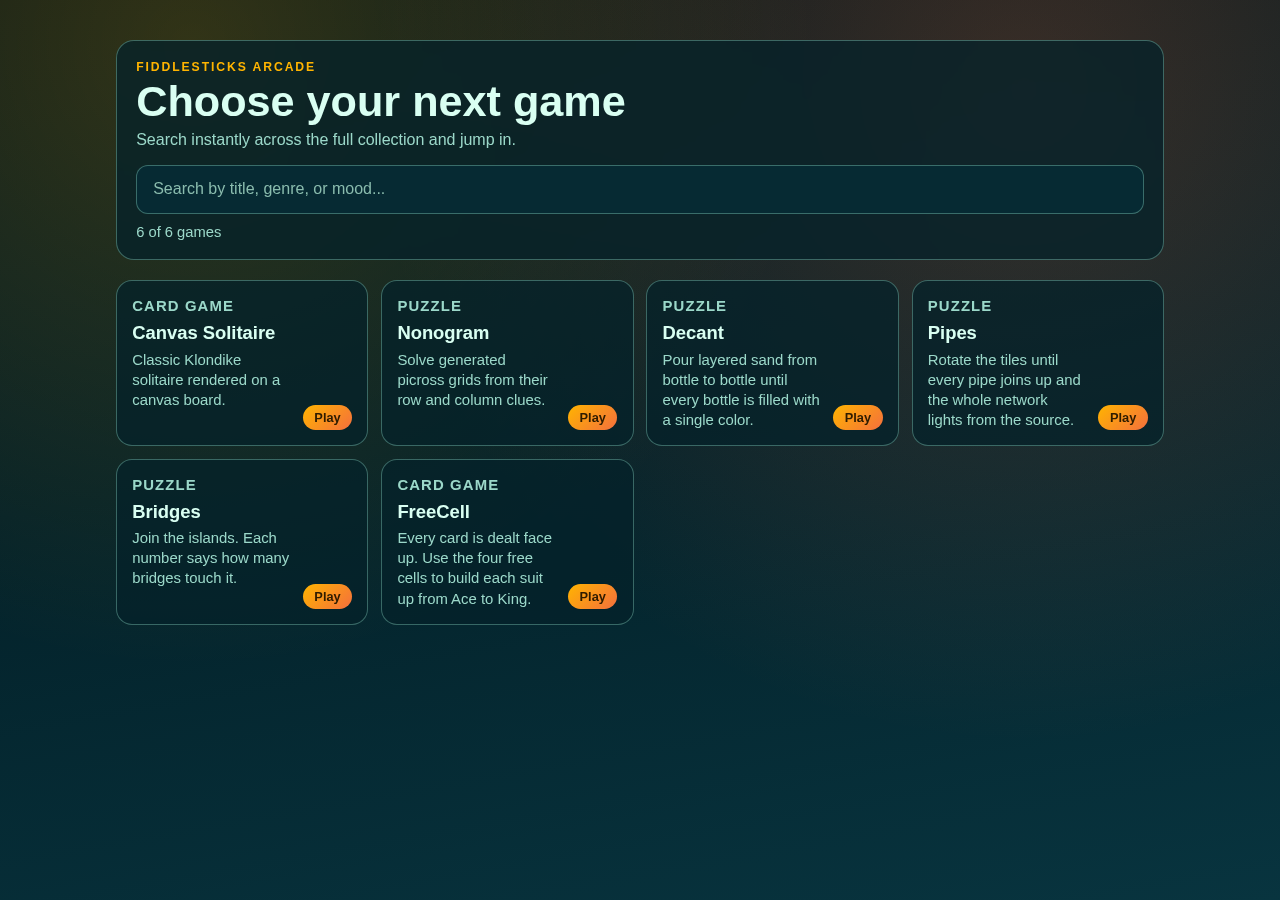 FIDDLESTICKS ARCADE
Choose your next game
Search instantly across the full collection and jump in.
Search by title, genre, or mood...
6 of 6 games
CARD GAME
Canvas Solitaire
Classic Klondike
solitaire rendered on a
canvas board.
Play
PUZZLE
Nonogram
Solve generated
picross grids from their
row and column clues.
Play
PUZZLE
Decant
Pour layered sand from
bottle to bottle until
every bottle is filled with
a single color.
Play
PUZZLE
Pipes
Rotate the tiles until
every pipe joins up and
the whole network
lights from the source.
Play
PUZZLE
Bridges
Join the islands. Each
number says how many
bridges touch it.
Play
CARD GAME
FreeCell
Every card is dealt face
up. Use the four free
cells to build each suit
up from Ace to King.
Play